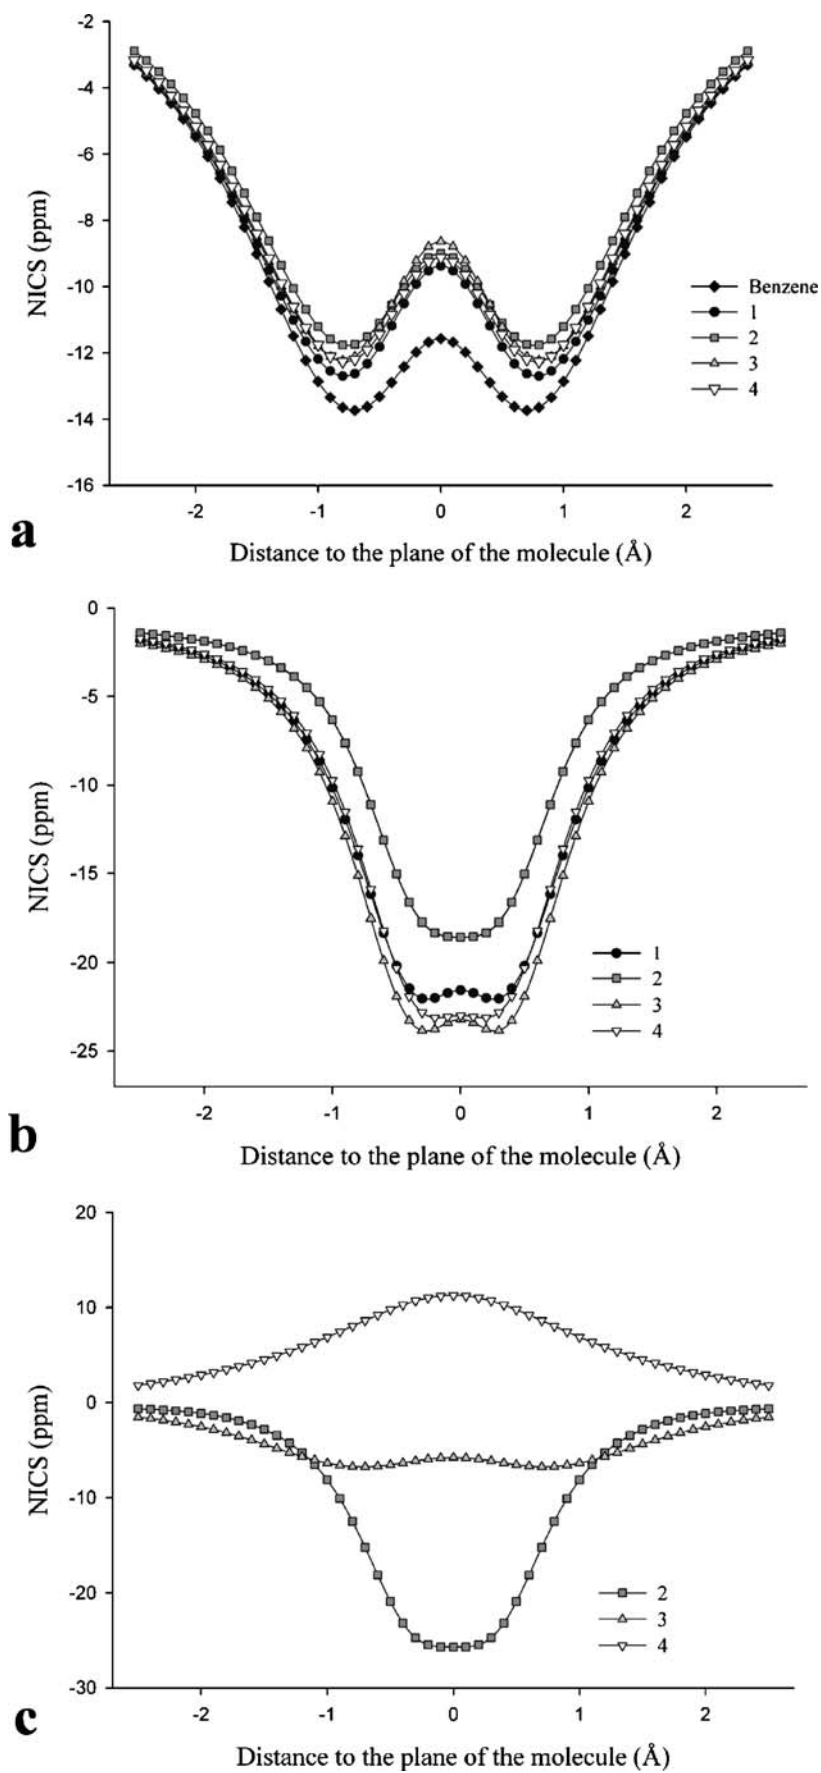 -2
-4
-6
-8
-10
-12
-14
-16
NICS (ppm)
Benzene
1
2
3
4
-2 -1 0 1 2
a
Distance to the plane of the molecule (Å)
0
-5
-10
-15
-20
-25
NICS (ppm)
1
2
3
4
-2 -1 0 1 2
b
Distance to the plane of the molecule (Å)
20
10
0
-10
-20
-30
NICS (ppm)
2
3
4
-2 -1 0 1 2
c
Distance to the plane of the molecule (Å)